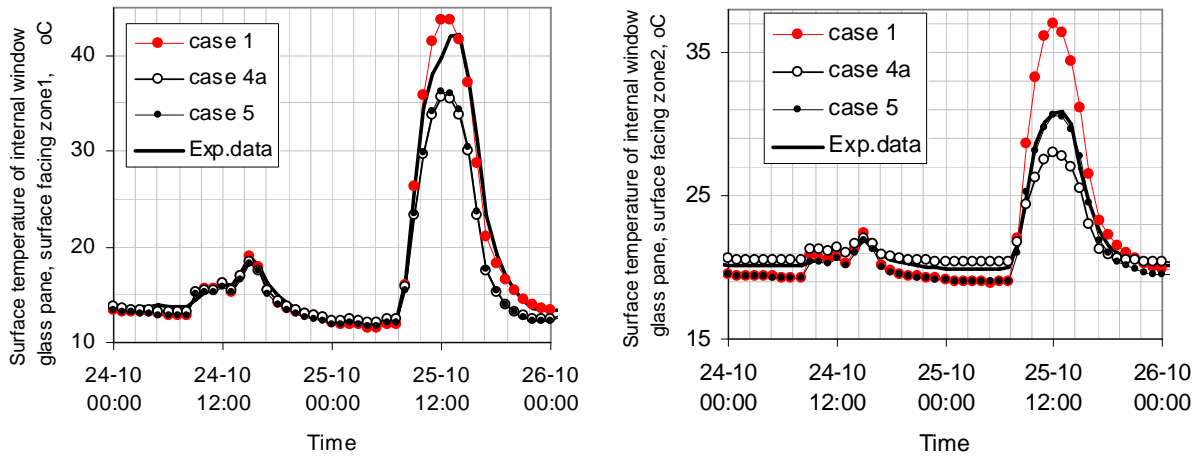 Surface temperature of internal window
glass pane, surface facing zone1, oC
40
30
20
10
case 1
case 4a
case 5
Exp.data
24-10 24-10 25-10 25-10 26-10
00:00 12:00 00:00 12:00 00:00
Time
Surface temperature of internal window
glass pane, surface facing zone2, oC
35
25
15
case 1
case 4a
case 5
Exp.data
24-10 24-10 25-10 25-10 26-10
00:00 12:00 00:00 12:00 00:00
Time